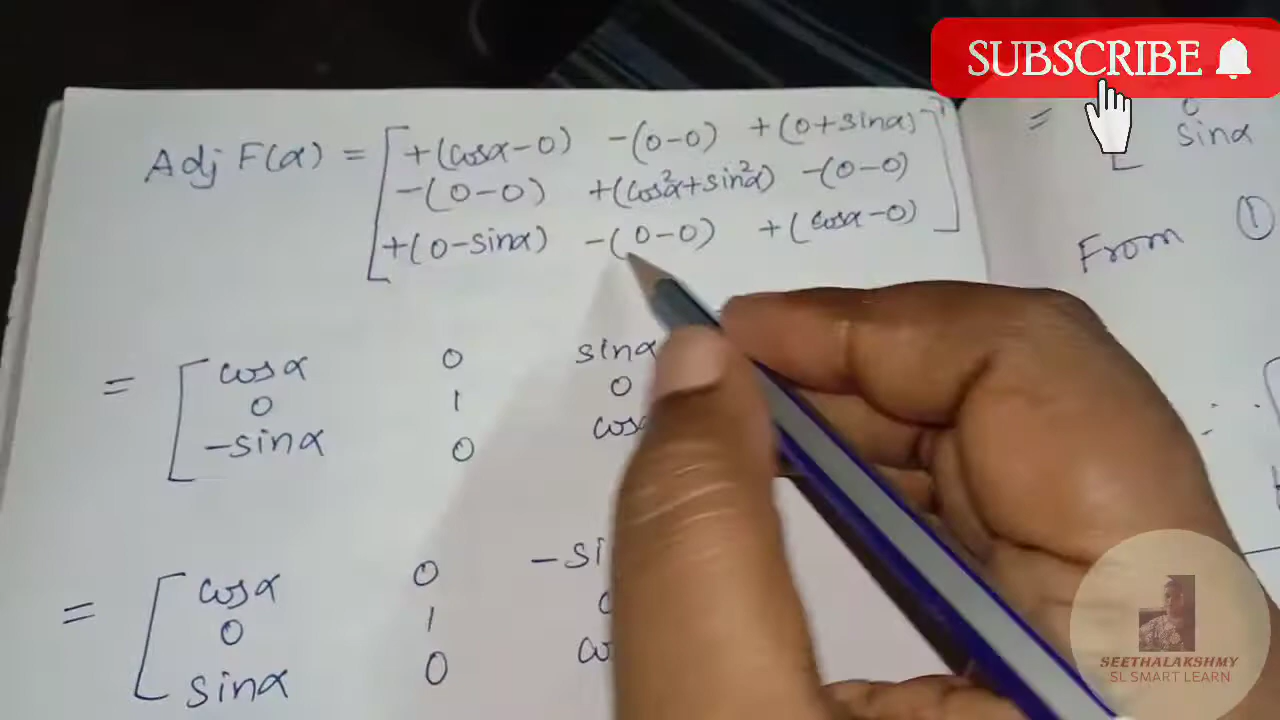 SUBSCRIBE
Adj F(α) = [ +(cosα-0) -(0-0) +(0+sinα) ]ᵀ
-(0-0) +(cos²α+sin²α) -(0-0)
+(0-sinα) -(0-0) +(cosα-0)
= [ cosα 0 sinα
0 1 0
-sinα 0
= [ cosα 0
0 1
sinα 0
=
0
sinα
From ①
SEETHALAKSHMY
SL SMART LEARN